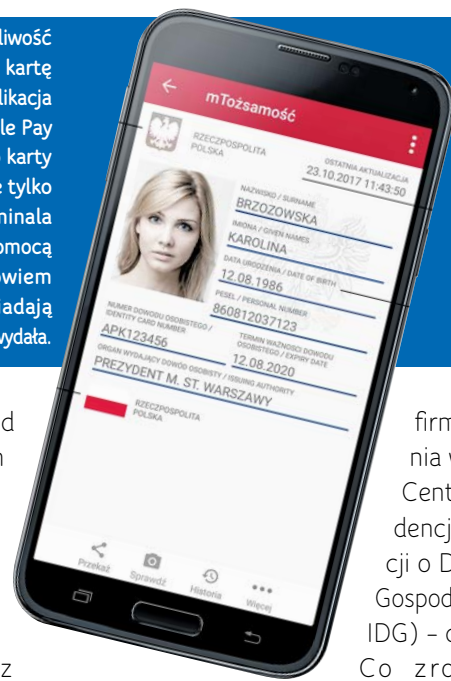 liwość
kartę
likacja
le Pay
karty
tylko
minala
omocą
owiem
iadają
wydała.
mTożsamość
RZECZPOSPOLITA
POLSKA
OSTATNIA AKTUALIZACJA
23.10.2017 11:43:50
NAZWISKO / SURNAME
BRZOZOWSKA
IMIONA / GIVEN NAMES
KAROLINA
DATA URODZENIA / DATE OF BIRTH
12.08.1986
PESEL / PERSONAL NUMBER
860812037123
NUMER DOWODU OSOBISTEGO /
IDENTITY CARD NUMBER
APK123456
TERMIN WAŻNOŚCI DOWODU
OSOBISTEGO / EXPIRY DATE
12.08.2020
ORGAN WYDAJĄCY DOWÓD OSOBISTY / ISSUING AUTHORITY
PREZYDENT M. ST. WARSZAWY
RZECZPOSPOLITA
POLSKA
Przekaż
Sprawdź
Historia
Więcej
d
z
firm
nia w
Cent
dencj
cji o D
Gospod
IDG) – o
Co zro